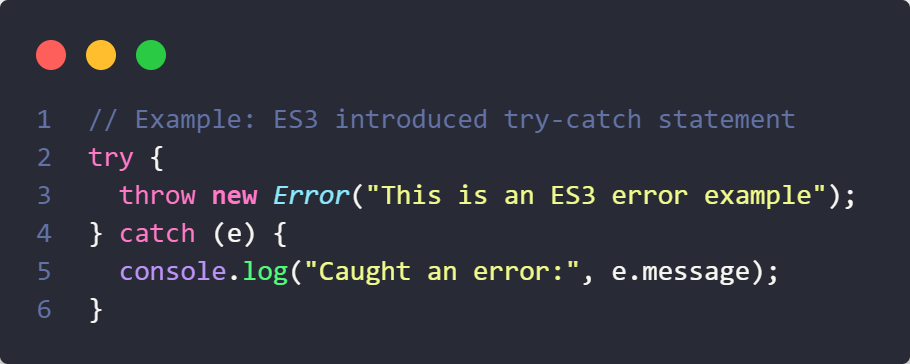 1 // Example: ES3 introduced try-catch statement
2 try {
3   throw new Error("This is an ES3 error example");
4 } catch (e) {
5   console.log("Caught an error:", e.message);
6 }